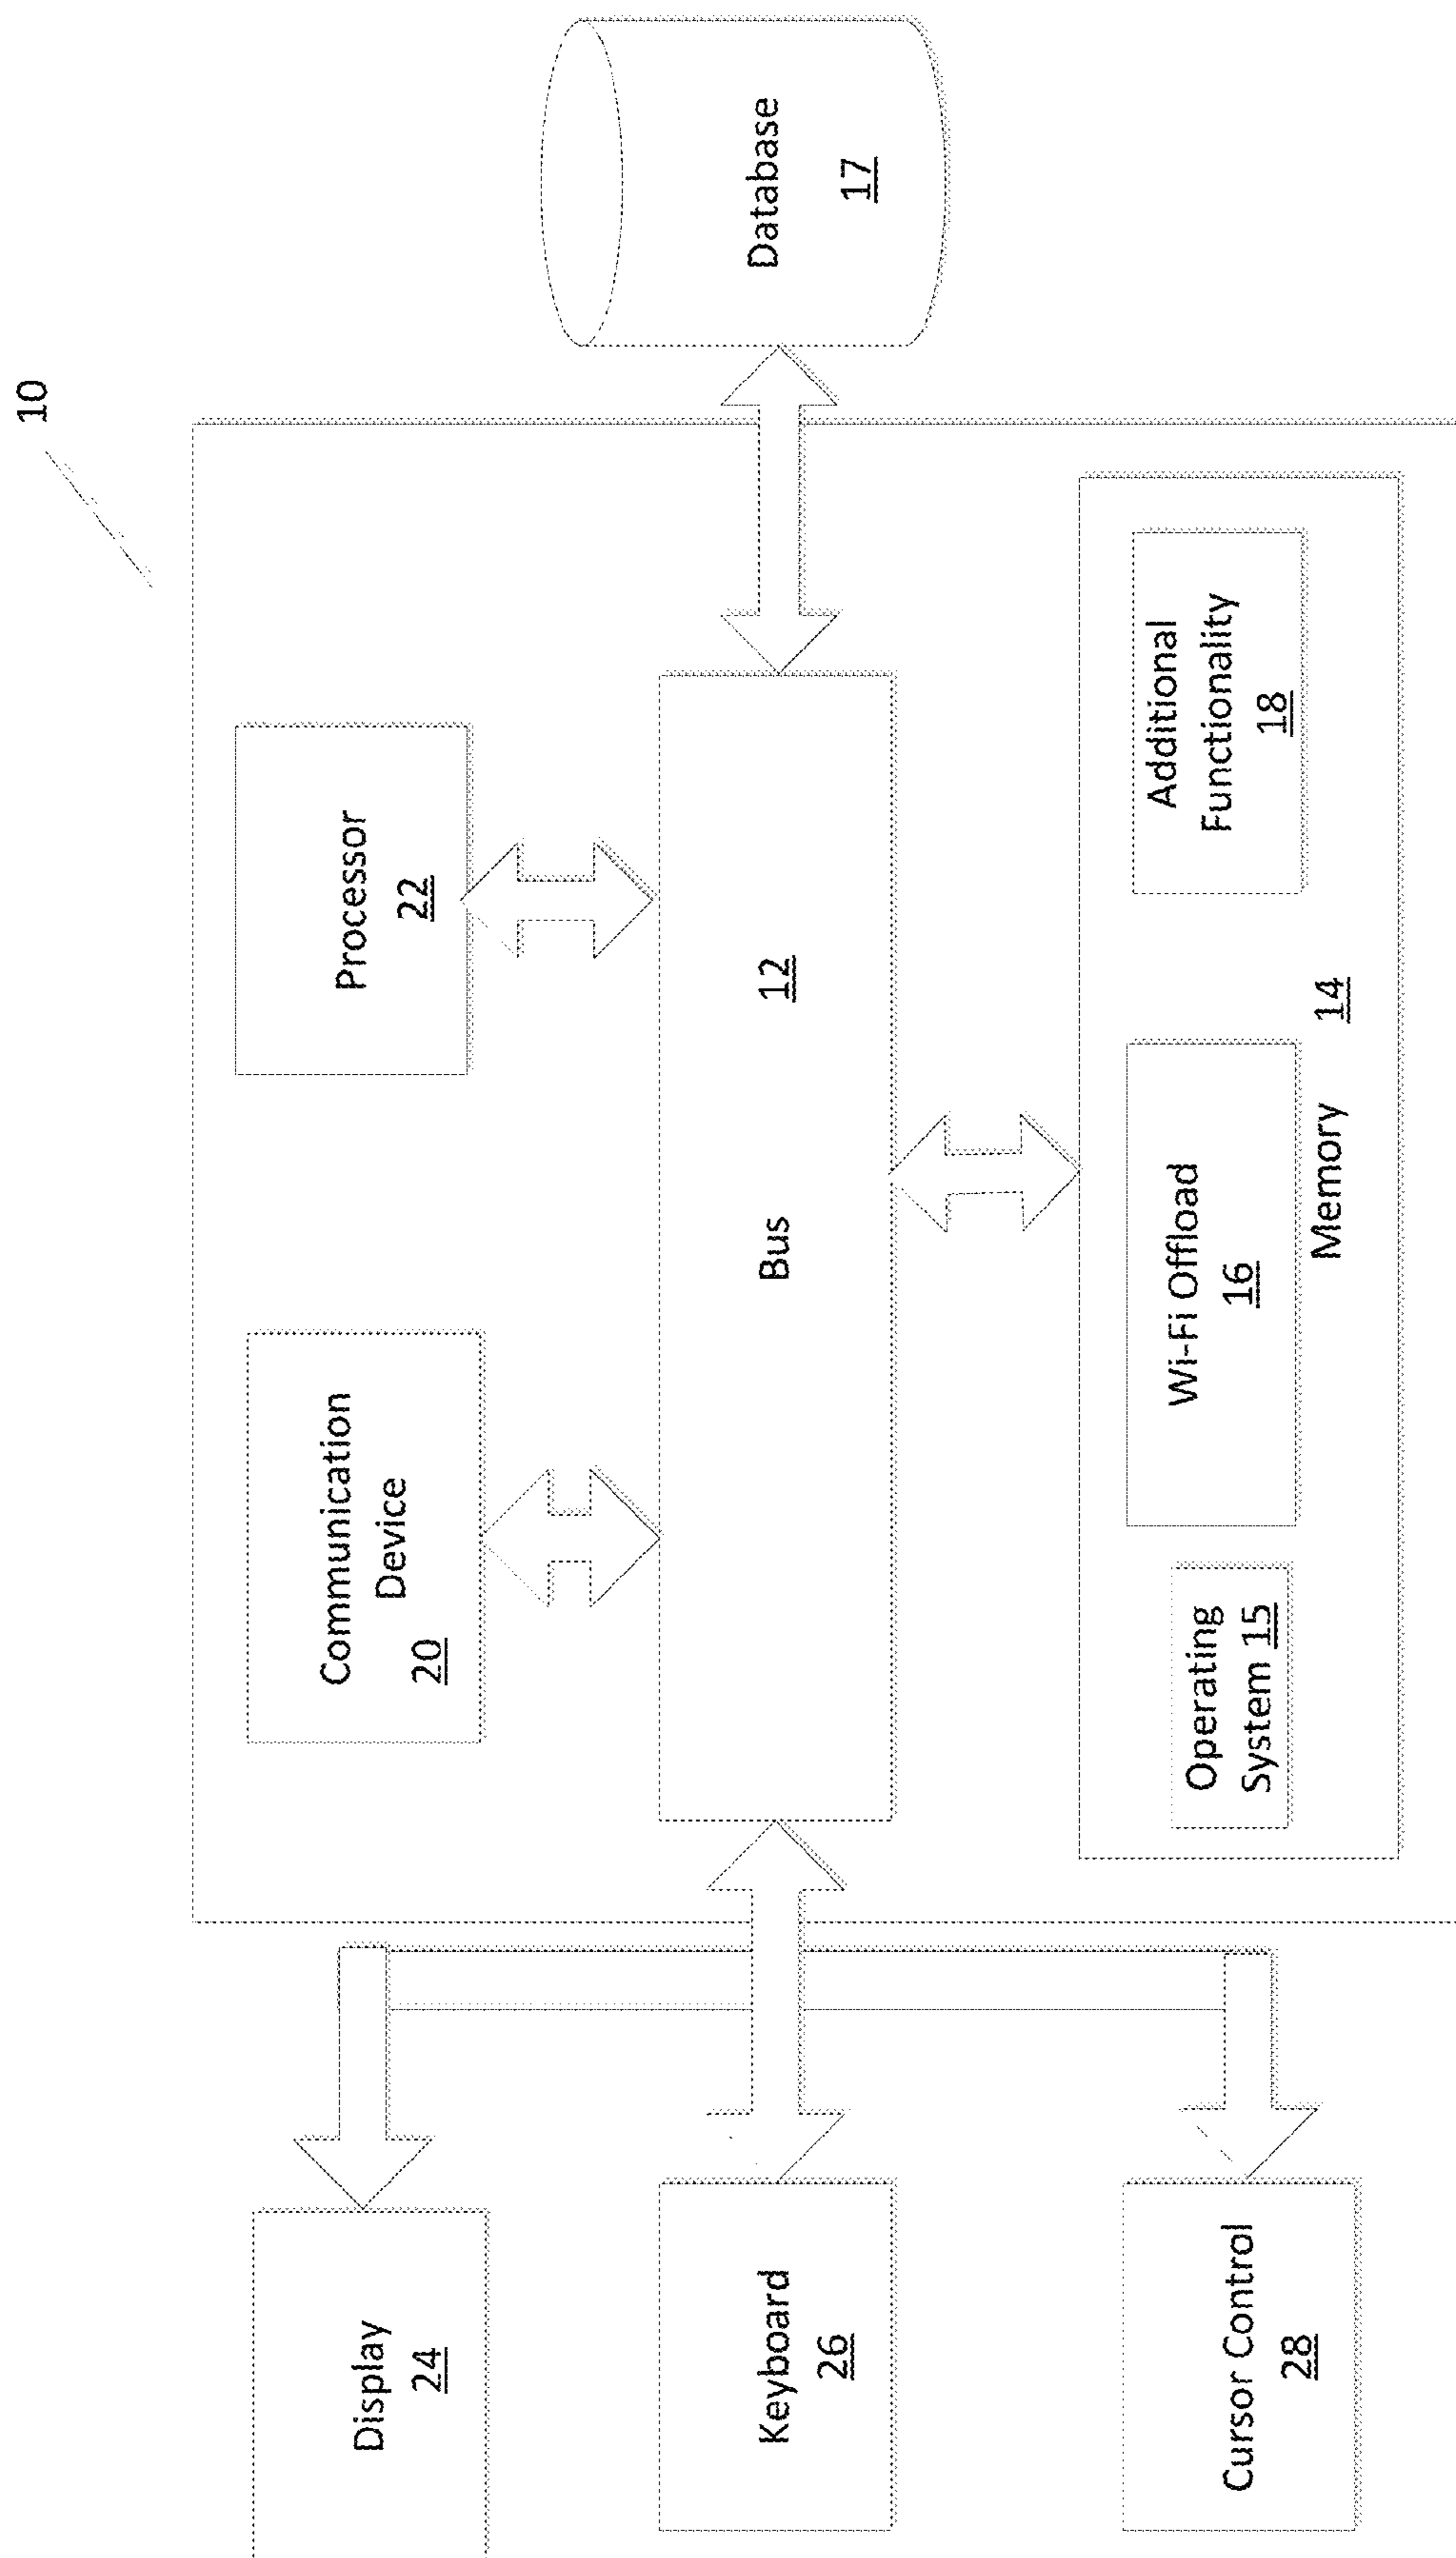 10
Display
24
Communication
Device
20
Processor
22
Keyboard
26
Bus 12
Database
17
Cursor Control
28
Operating
System 15
Wi-Fi Offload
16
Additional
Functionality
18
Memory 14